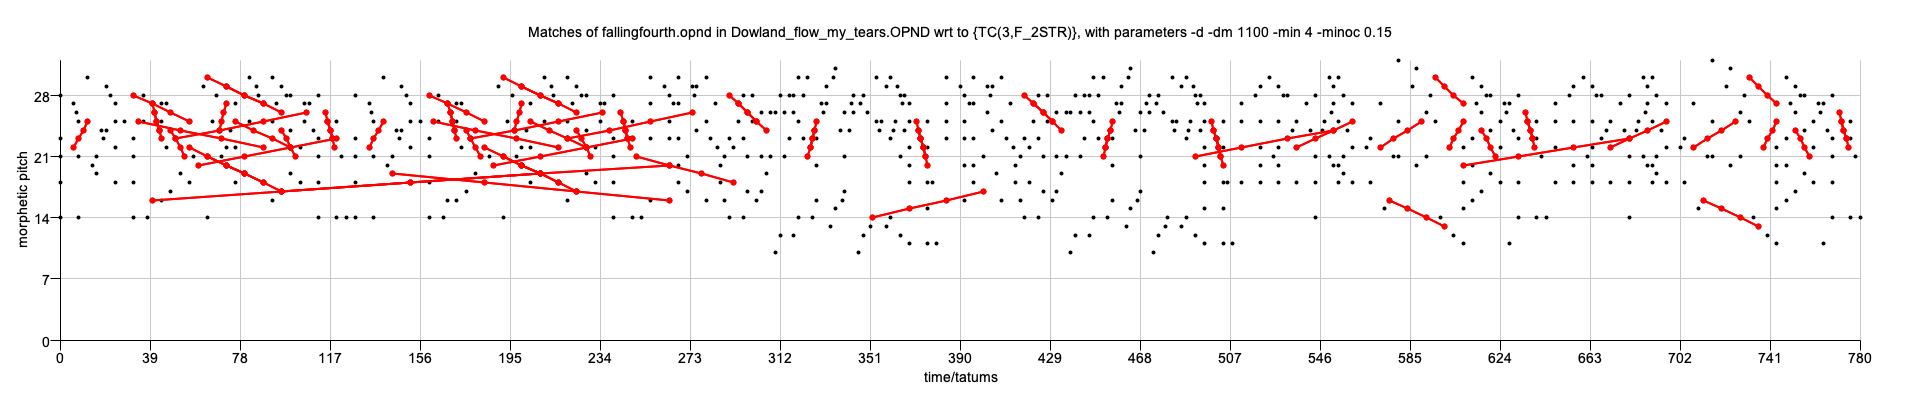 Matches of fallingfourth.opnd in Dowland_flow_my_tears.OPND wrt to {TC(3,F_2STR)}, with parameters -d -dm 1100 -min 4 -minoc 0.15
28
21
14
7
0
morphetic pitch
0 39 78 117 156 195 234 273 312 351 390 429 468 507 546 585 624 663 702 741 780
time/tatums